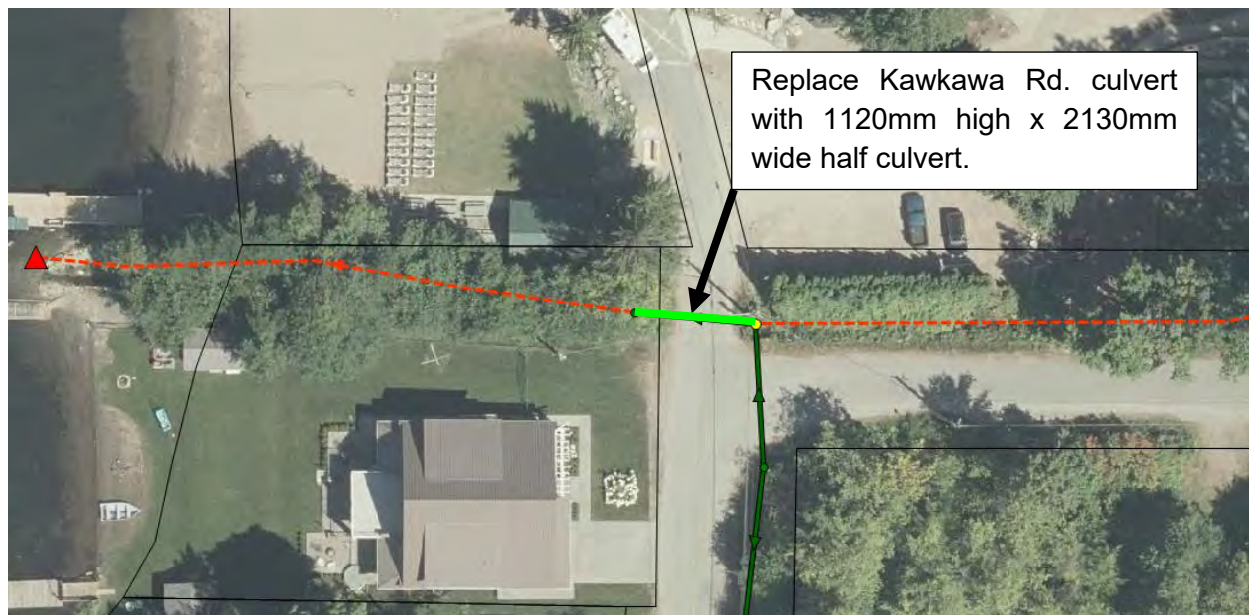 Replace Kawkawa Rd. culvert
with 1120mm high x 2130mm
wide half culvert.